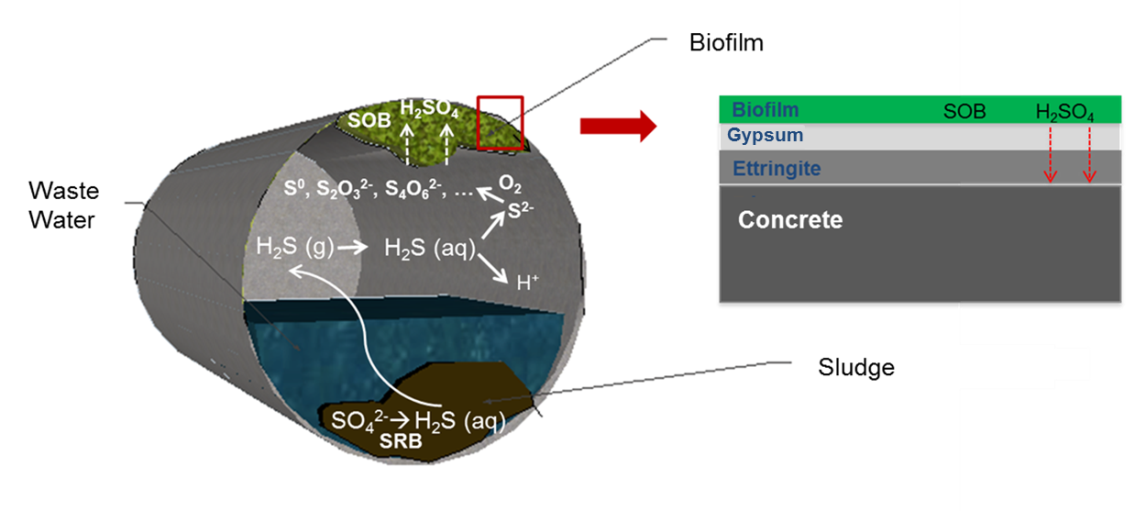 Biofilm
H₂SO₄
SOB
Waste
Water
S⁰, S₂O₃²⁻, S₄O₆²⁻, ...
O₂
S²⁻
H₂S (g)
H₂S (aq)
H⁺
Sludge
SO₄²⁻→H₂S (aq)
SRB
Biofilm
SOB
H₂SO₄
Gypsum
Ettringite
Concrete